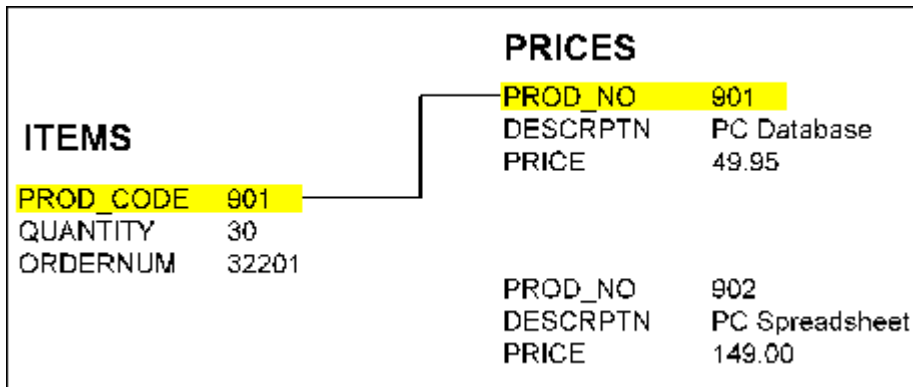 PRICES
PROD_NO 901
DESCRPTN PC Database
PRICE 49.95
ITEMS
PROD_CODE 901
QUANTITY 30
ORDERNUM 32201
PROD_NO 902
DESCRPTN PC Spreadsheet
PRICE 149.00